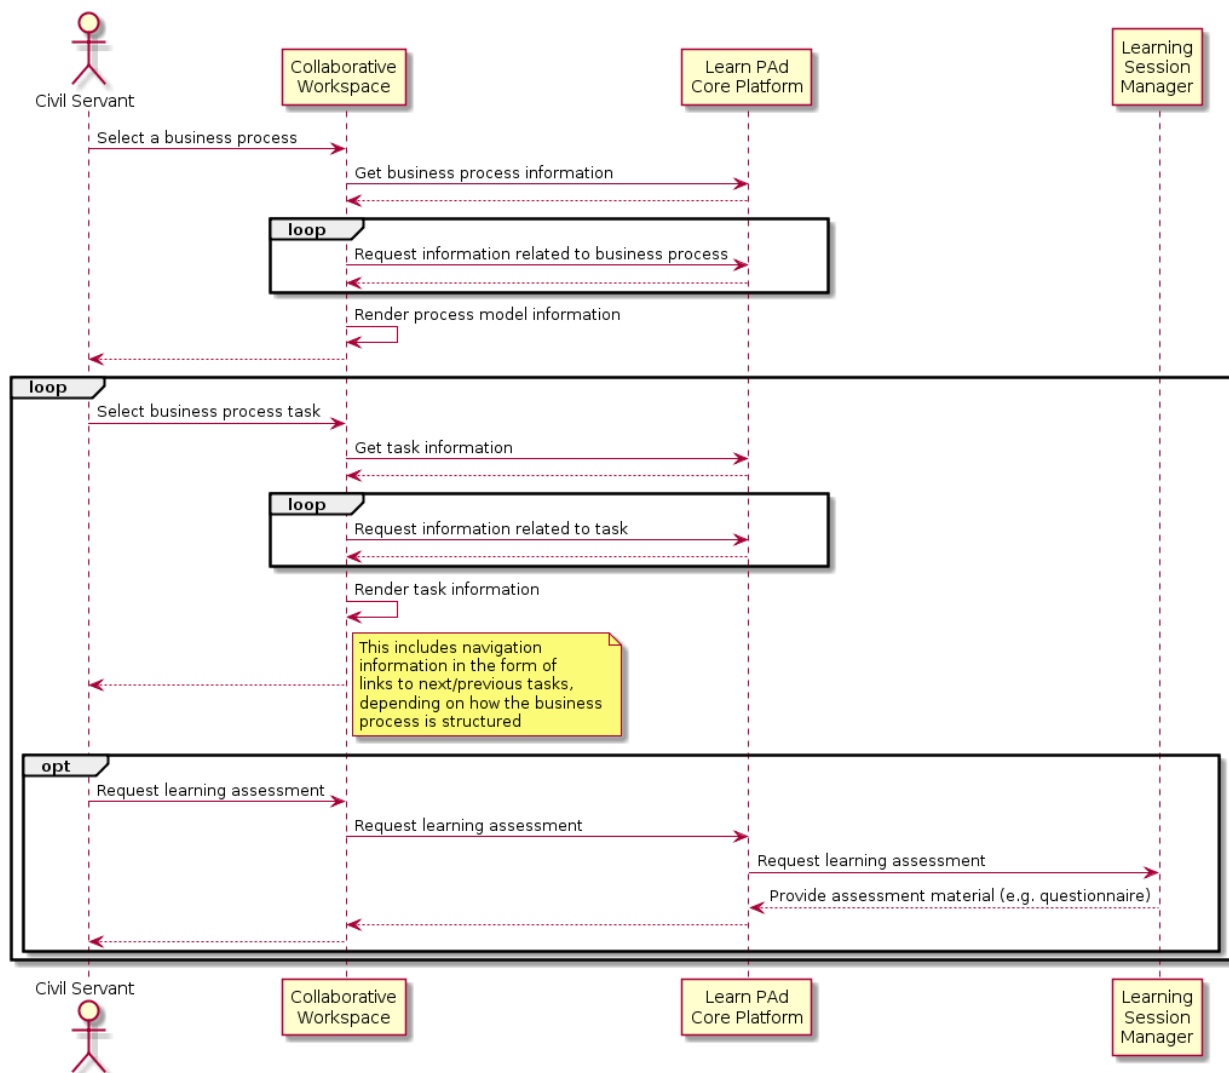 Civil Servant
Collaborative
Workspace
Learn PAd
Core Platform
Learning
Session
Manager
Select a business process
Get business process information
loop
Request information related to business process
Render process model information
loop
Select business process task
Get task information
loop
Request information related to task
Render task information
This includes navigation
information in the form of
links to next/previous tasks,
depending on how the business
process is structured
opt
Request learning assessment
Request learning assessment
Request learning assessment
Provide assessment material (e.g. questionnaire)
Civil Servant
Collaborative
Workspace
Learn PAd
Core Platform
Learning
Session
Manager